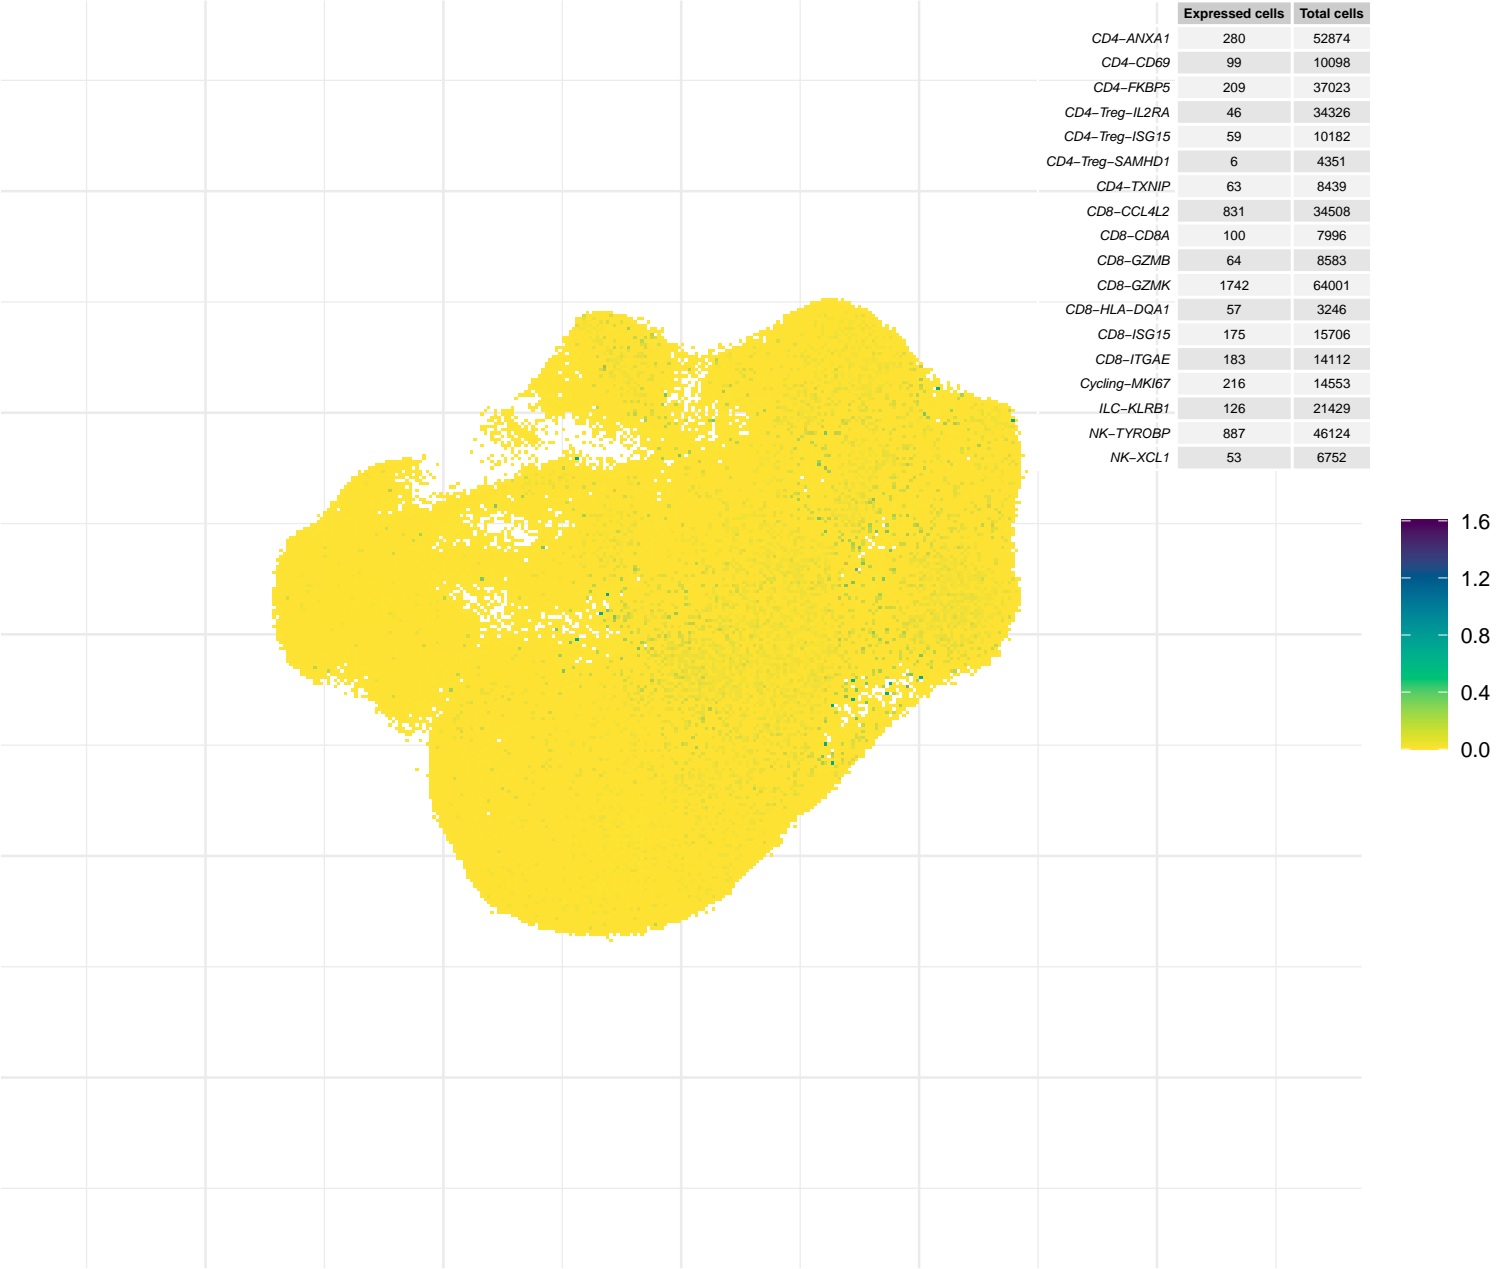 Expressed cells Total cells
CD4−ANXA1 280 52874
CD4−CD69 99 10098
CD4−FKBP5 209 37023
CD4−Treg−IL2RA 46 34326
CD4−Treg−ISG15 59 10182
CD4−Treg−SAMHD1 6 4351
CD4−TXNIP 63 8439
CD8−CCL4L2 831 34508
CD8−CD8A 100 7996
CD8−GZMB 64 8583
CD8−GZMK 1742 64001
CD8−HLA−DQA1 57 3246
CD8−ISG15 175 15706
CD8−ITGAE 183 14112
Cycling−MKI67 216 14553
ILC−KLRB1 126 21429
NK−TYROBP 887 46124
NK−XCL1 53 6752
1.6
1.2
0.8
0.4
0.0